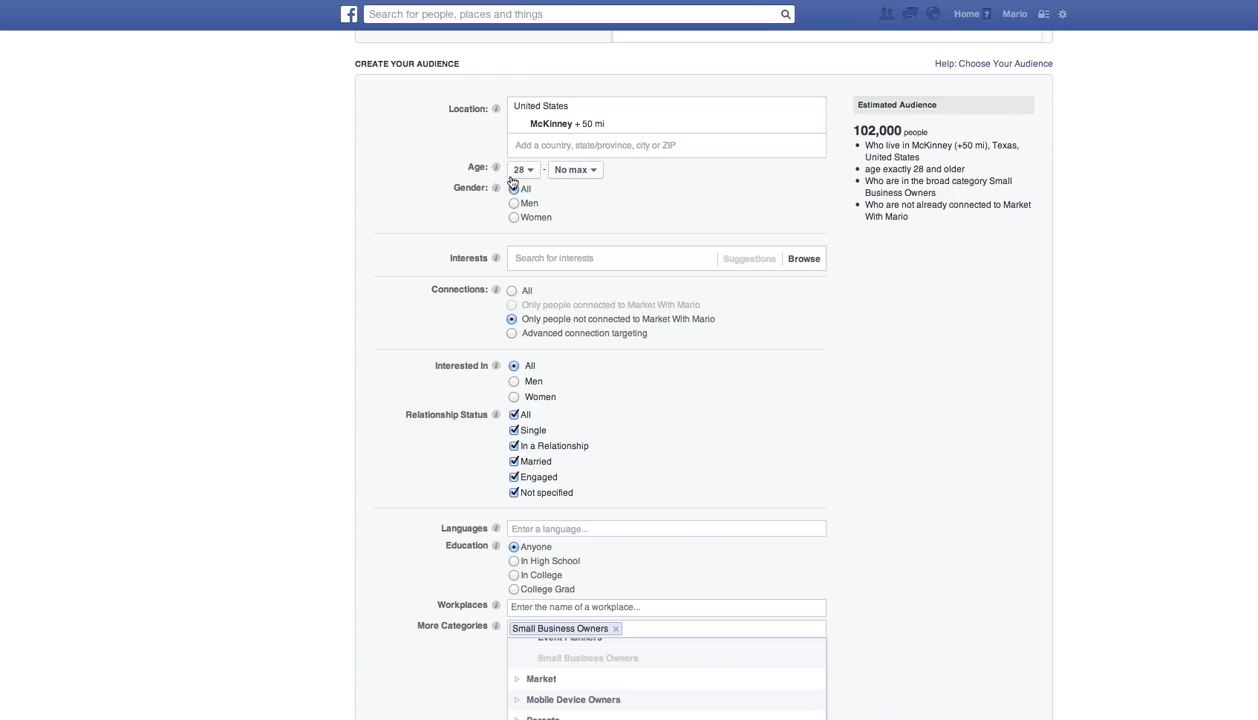 Search for people, places and things
Home 7 Mario
CREATE YOUR AUDIENCE
Help: Choose Your Audience
Location:
United States
McKinney + 50 mi
Add a country, state/province, city or ZIP
Age: 28 - No max
Gender: All
Men
Women
Interests Search for interests Suggestions Browse
Connections: All
Only people connected to Market With Mario
Only people not connected to Market With Mario
Advanced connection targeting
Interested In All
Men
Women
Relationship Status All
Single
In a Relationship
Married
Engaged
Not specified
Languages Enter a language...
Education Anyone
In High School
In College
College Grad
Workplaces Enter the name of a workplace...
More Categories Small Business Owners
Event Planners
Small Business Owners
Market
Mobile Device Owners
Parents
Estimated Audience
102,000 people
Who live in McKinney (+50 mi), Texas,
United States
age exactly 28 and older
Who are in the broad category Small
Business Owners
Who are not already connected to Market
With Mario